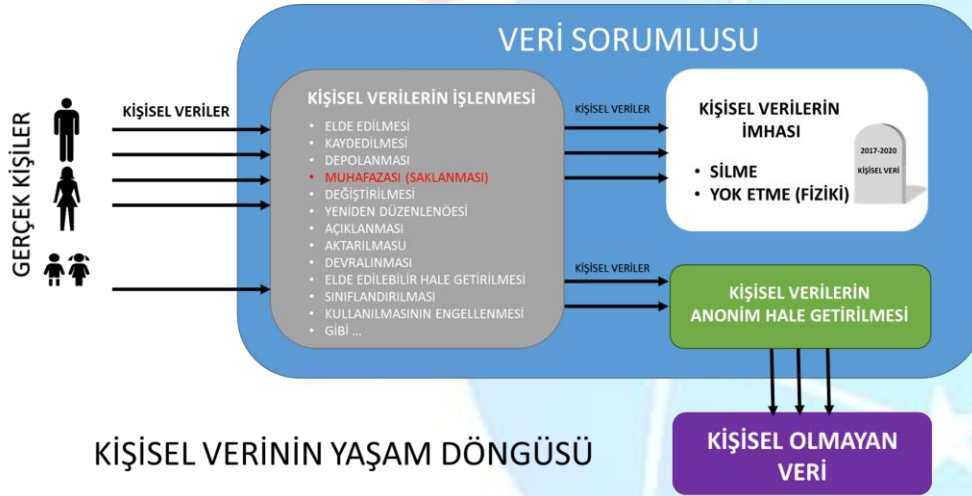 VERİ SORUMLUSU
GERÇEK KİŞİLER
KİŞİSEL VERİLER
KİŞİSEL VERİLERİN İŞLENMESİ
• ELDE EDİLMESİ
• KAYDEDİLMESİ
• DEPOLANMASI
• MUHAFAZASI (SAKLANMASI)
• DEĞİŞTİRİLMESİ
• YENİDEN DÜZENLENÖESİ
• AÇIKLANMASI
• AKTARILMASU
• DEVRALINMASI
• ELDE EDİLEBİLİR HALE GETİRİLMESİ
• SINIFLANDIRILMASI
• KULLANILMASININ ENGELLENMESİ
• GİBİ ...
KİŞİSEL VERİLER
KİŞİSEL VERİLERİN
İMHASI
• SİLME
• YOK ETME (FİZİKİ)
2017-2020
KİŞİSEL VERİ
KİŞİSEL VERİLER
KİŞİSEL VERİLERİN
ANONİM HALE GETİRİLMESİ
KİŞİSEL OLMAYAN
VERİ
KİŞİSEL VERİNİN YAŞAM DÖNGÜSÜ